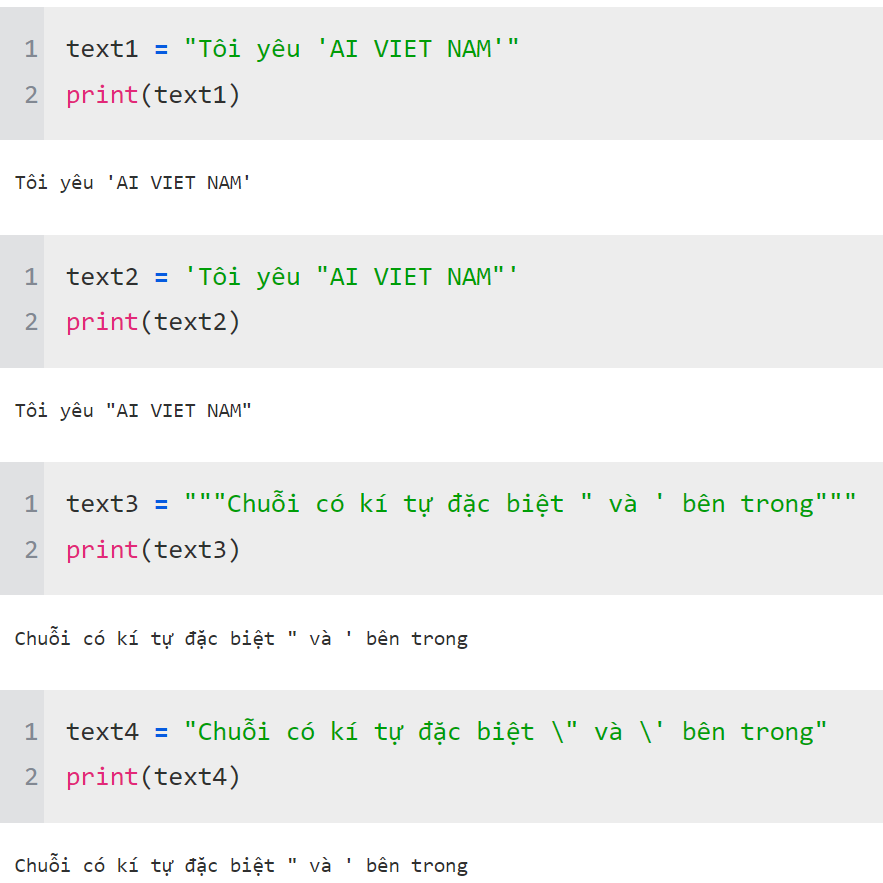 1 text1 = "Tôi yêu 'AI VIET NAM'"
2 print(text1)
Tôi yêu 'AI VIET NAM'
1 text2 = 'Tôi yêu "AI VIET NAM"'
2 print(text2)
Tôi yêu "AI VIET NAM"
1 text3 = """Chuỗi có kí tự đặc biệt " và ' bên trong"""
2 print(text3)
Chuỗi có kí tự đặc biệt " và ' bên trong
1 text4 = "Chuỗi có kí tự đặc biệt \" và \' bên trong"
2 print(text4)
Chuỗi có kí tự đặc biệt " và ' bên trong